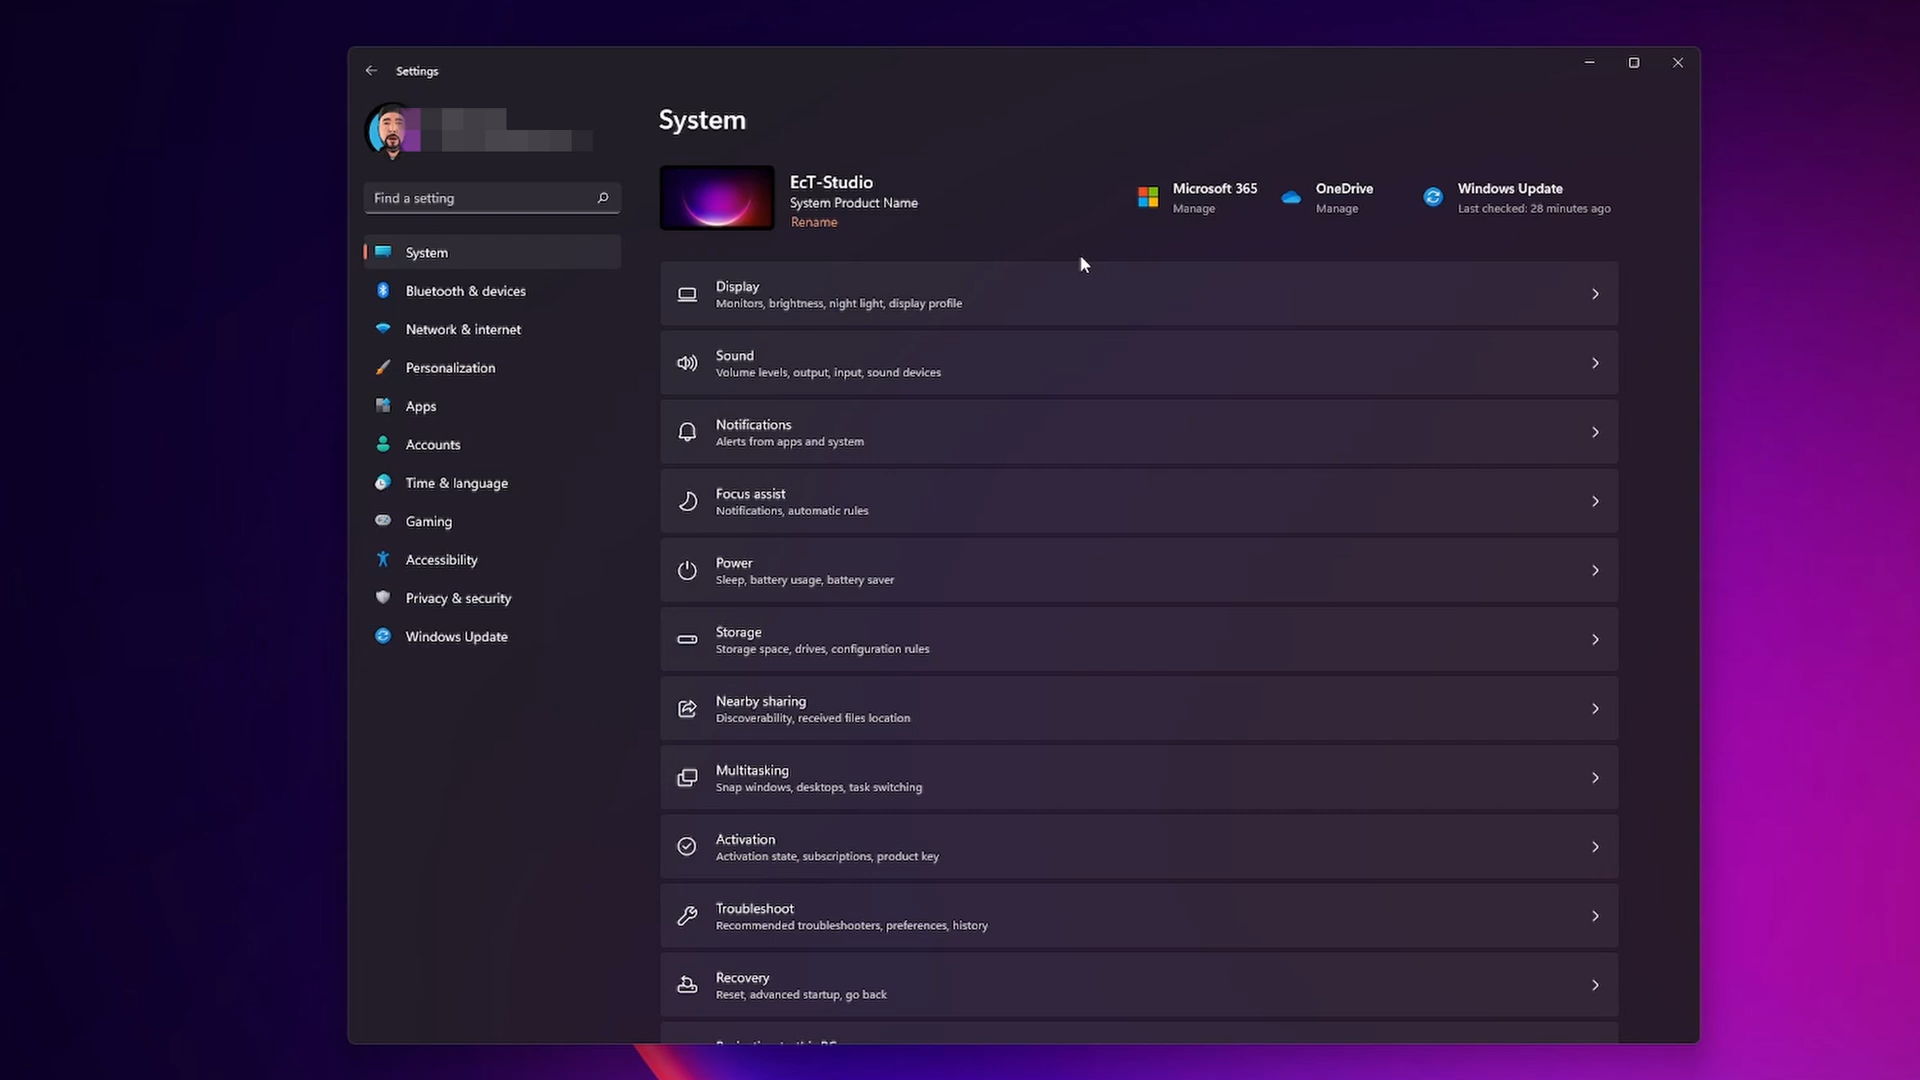 Settings
System
EcT-Studio
System Product Name
Rename
Microsoft 365
Manage
OneDrive
Manage
Windows Update
Last checked: 28 minutes ago
Find a setting
System
Bluetooth & devices
Network & internet
Personalization
Apps
Accounts
Time & language
Gaming
Accessibility
Privacy & security
Windows Update
Display
Monitors, brightness, night light, display profile
Sound
Volume levels, output, input, sound devices
Notifications
Alerts from apps and system
Focus assist
Notifications, automatic rules
Power
Sleep, battery usage, battery saver
Storage
Storage space, drives, configuration rules
Nearby sharing
Discoverability, received files location
Multitasking
Snap windows, desktops, task switching
Activation
Activation state, subscriptions, product key
Troubleshoot
Recommended troubleshooters, preferences, history
Recovery
Reset, advanced startup, go back